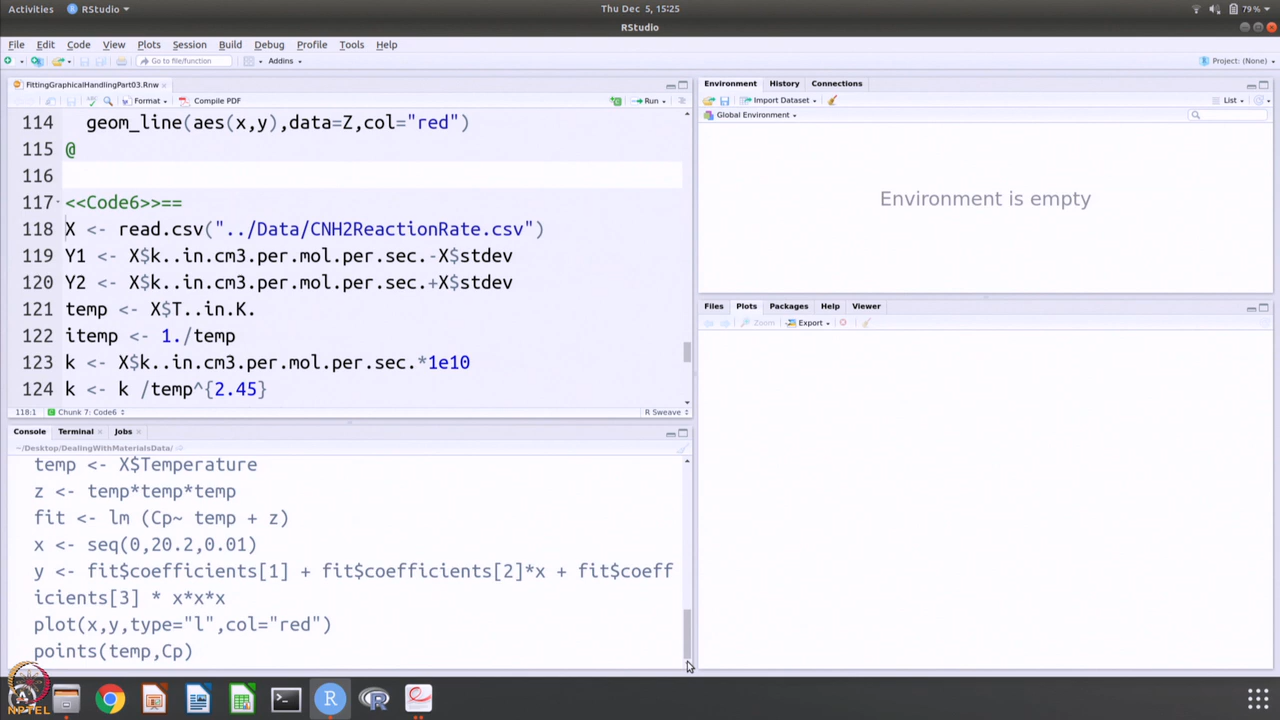 Activities RStudio Thu Dec 5, 15:25 79%
RStudio
File Edit Code View Plots Session Build Debug Profile Tools Help
Go to file/function Addins Project: (None)
FittingGraphicalHandlingPart03.Rnw
Format Compile PDF Run
114 geom_line(aes(x,y),data=Z,col="red")
115 @
116
117 <<Code6>>==
118 X <- read.csv("../Data/CNH2ReactionRate.csv")
119 Y1 <- X$k..in.cm3.per.mol.per.sec.-X$stdev
120 Y2 <- X$k..in.cm3.per.mol.per.sec.+X$stdev
121 temp <- X$T..in.K.
122 itemp <- 1./temp
123 k <- X$k..in.cm3.per.mol.per.sec.*1e10
124 k <- k /temp^{2.45}
118:1 Chunk 7: Code6 R Sweave
Console Terminal Jobs
~/Desktop/DealingWithMaterialsData/
temp <- X$Temperature
z <- temp*temp*temp
fit <- lm (Cp~ temp + z)
x <- seq(0,20.2,0.01)
y <- fit$coefficients[1] + fit$coefficients[2]*x + fit$coeff
icients[3] * x*x*x
plot(x,y,type="l",col="red")
points(temp,Cp)
Environment History Connections
Import Dataset List
Global Environment
Environment is empty
Files Plots Packages Help Viewer
Zoom Export
NPTEL